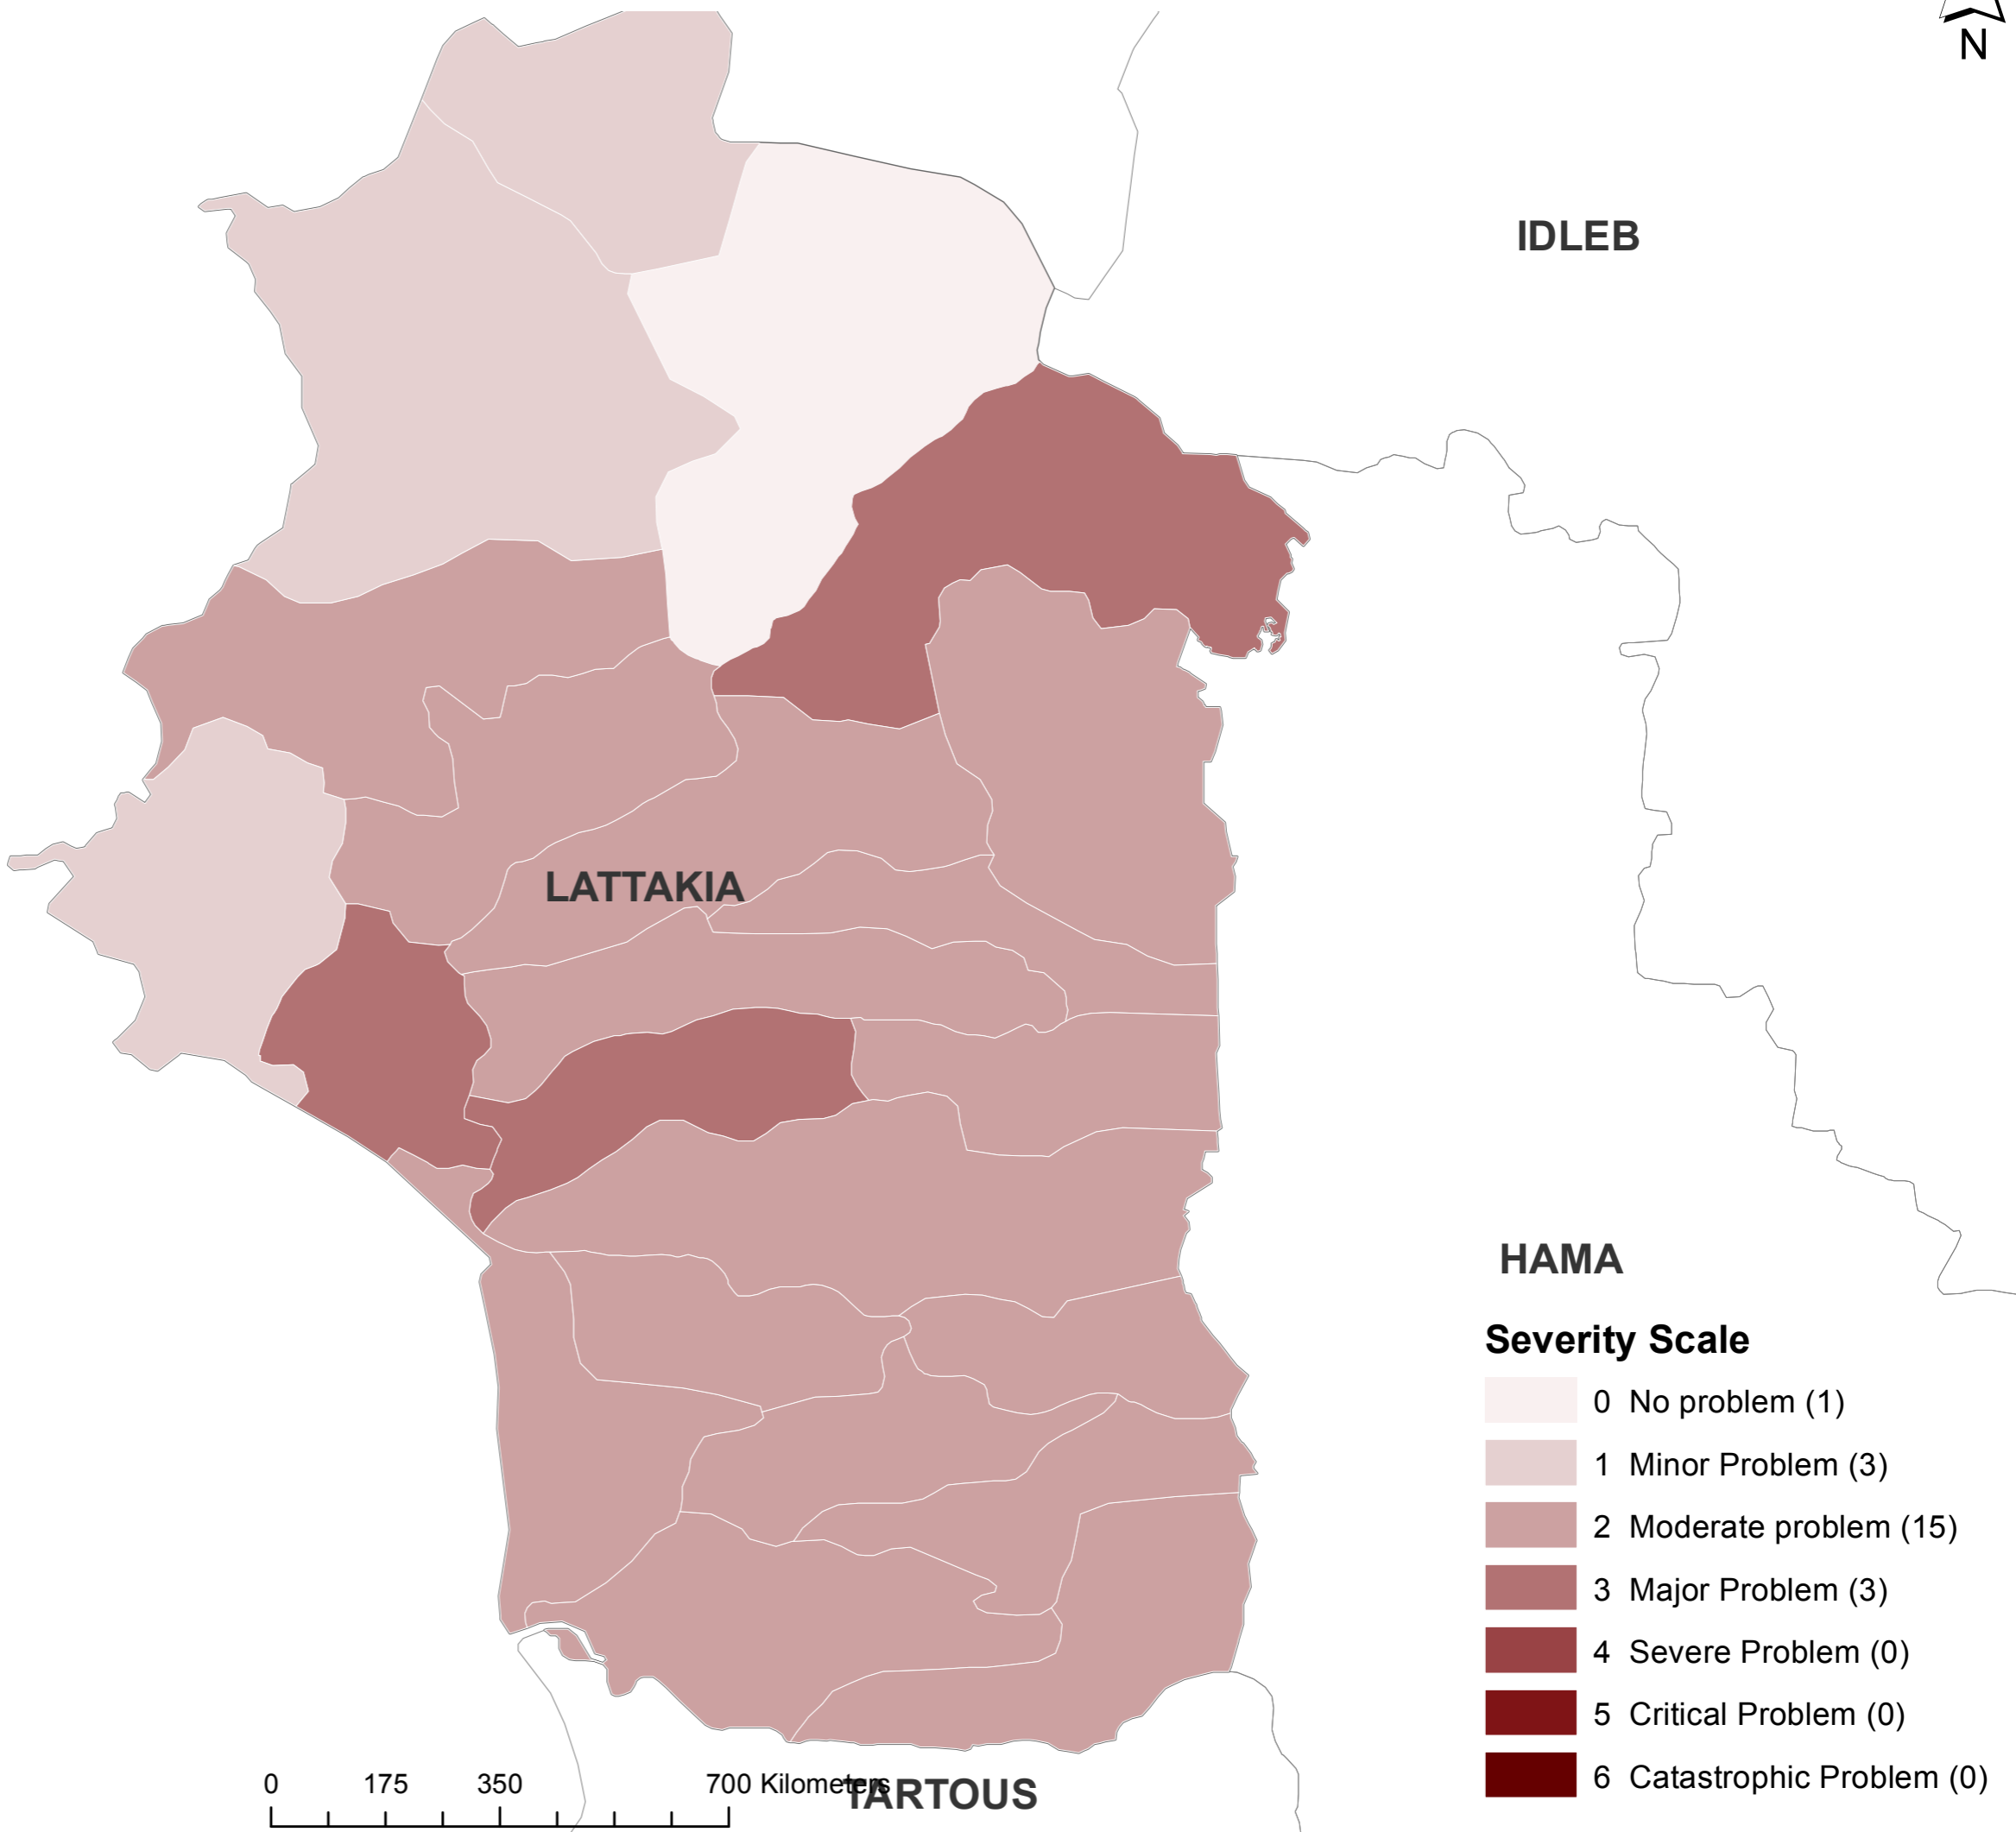 N
IDLEB
LATTAKIA
HAMA
Severity Scale
0 No problem (1)
1 Minor Problem (3)
2 Moderate problem (15)
3 Major Problem (3)
4 Severe Problem (0)
5 Critical Problem (0)
6 Catastrophic Problem (0)
0 175 350 700 Kilometers
TARTOUS